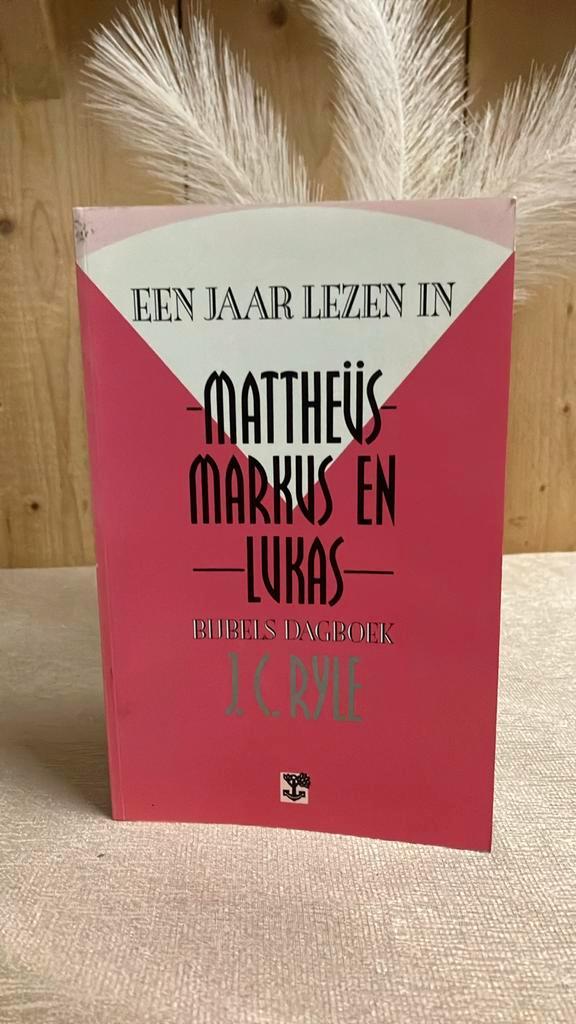 EEN JAAR LEZEN IN
MATTHEÜS
MARKUS EN
LUKAS
BIJBELS DAGBOEK
J. C. RYLE